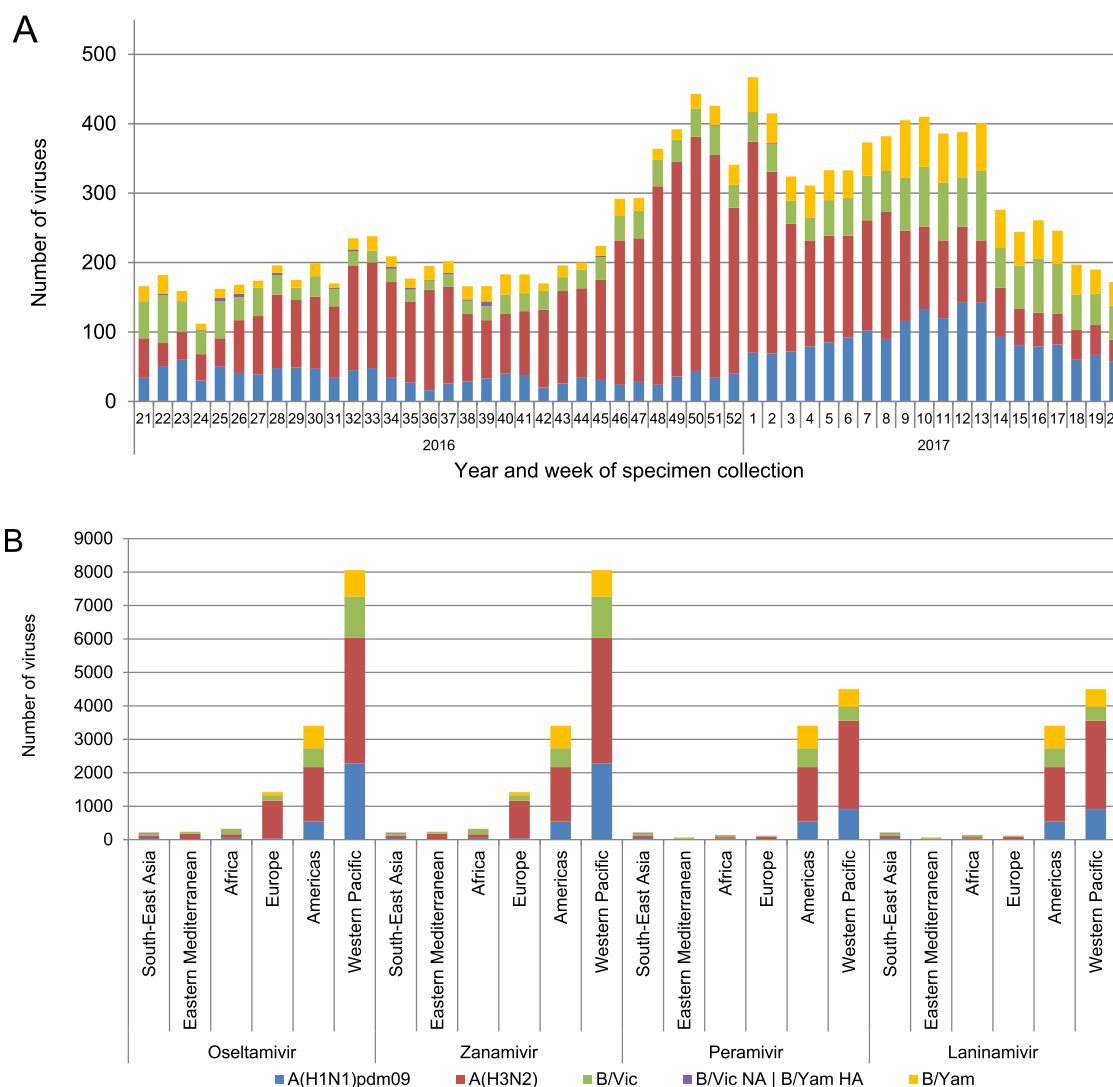 A
Number of viruses
500
400
300
200
100
0
21 22 23 24 25 26 27 28 29 30 31 32 33 34 35 36 37 38 39 40 41 42 43 44 45 46 47 48 49 50 51 52 1 2 3 4 5 6 7 8 9 10 11 12 13 14 15 16 17 18 19
2016 2017
Year and week of specimen collection
B
Number of viruses
9000
8000
7000
6000
5000
4000
3000
2000
1000
0
South-East Asia
Eastern Mediterranean
Africa
Europe
Americas
Western Pacific
South-East Asia
Eastern Mediterranean
Africa
Europe
Americas
Western Pacific
South-East Asia
Eastern Mediterranean
Africa
Europe
Americas
Western Pacific
South-East Asia
Eastern Mediterranean
Africa
Europe
Americas
Western Pacific
Oseltamivir Zanamivir Peramivir Laninamivir
A(H1N1)pdm09 A(H3N2) B/Vic B/Vic NA | B/Yam HA B/Yam